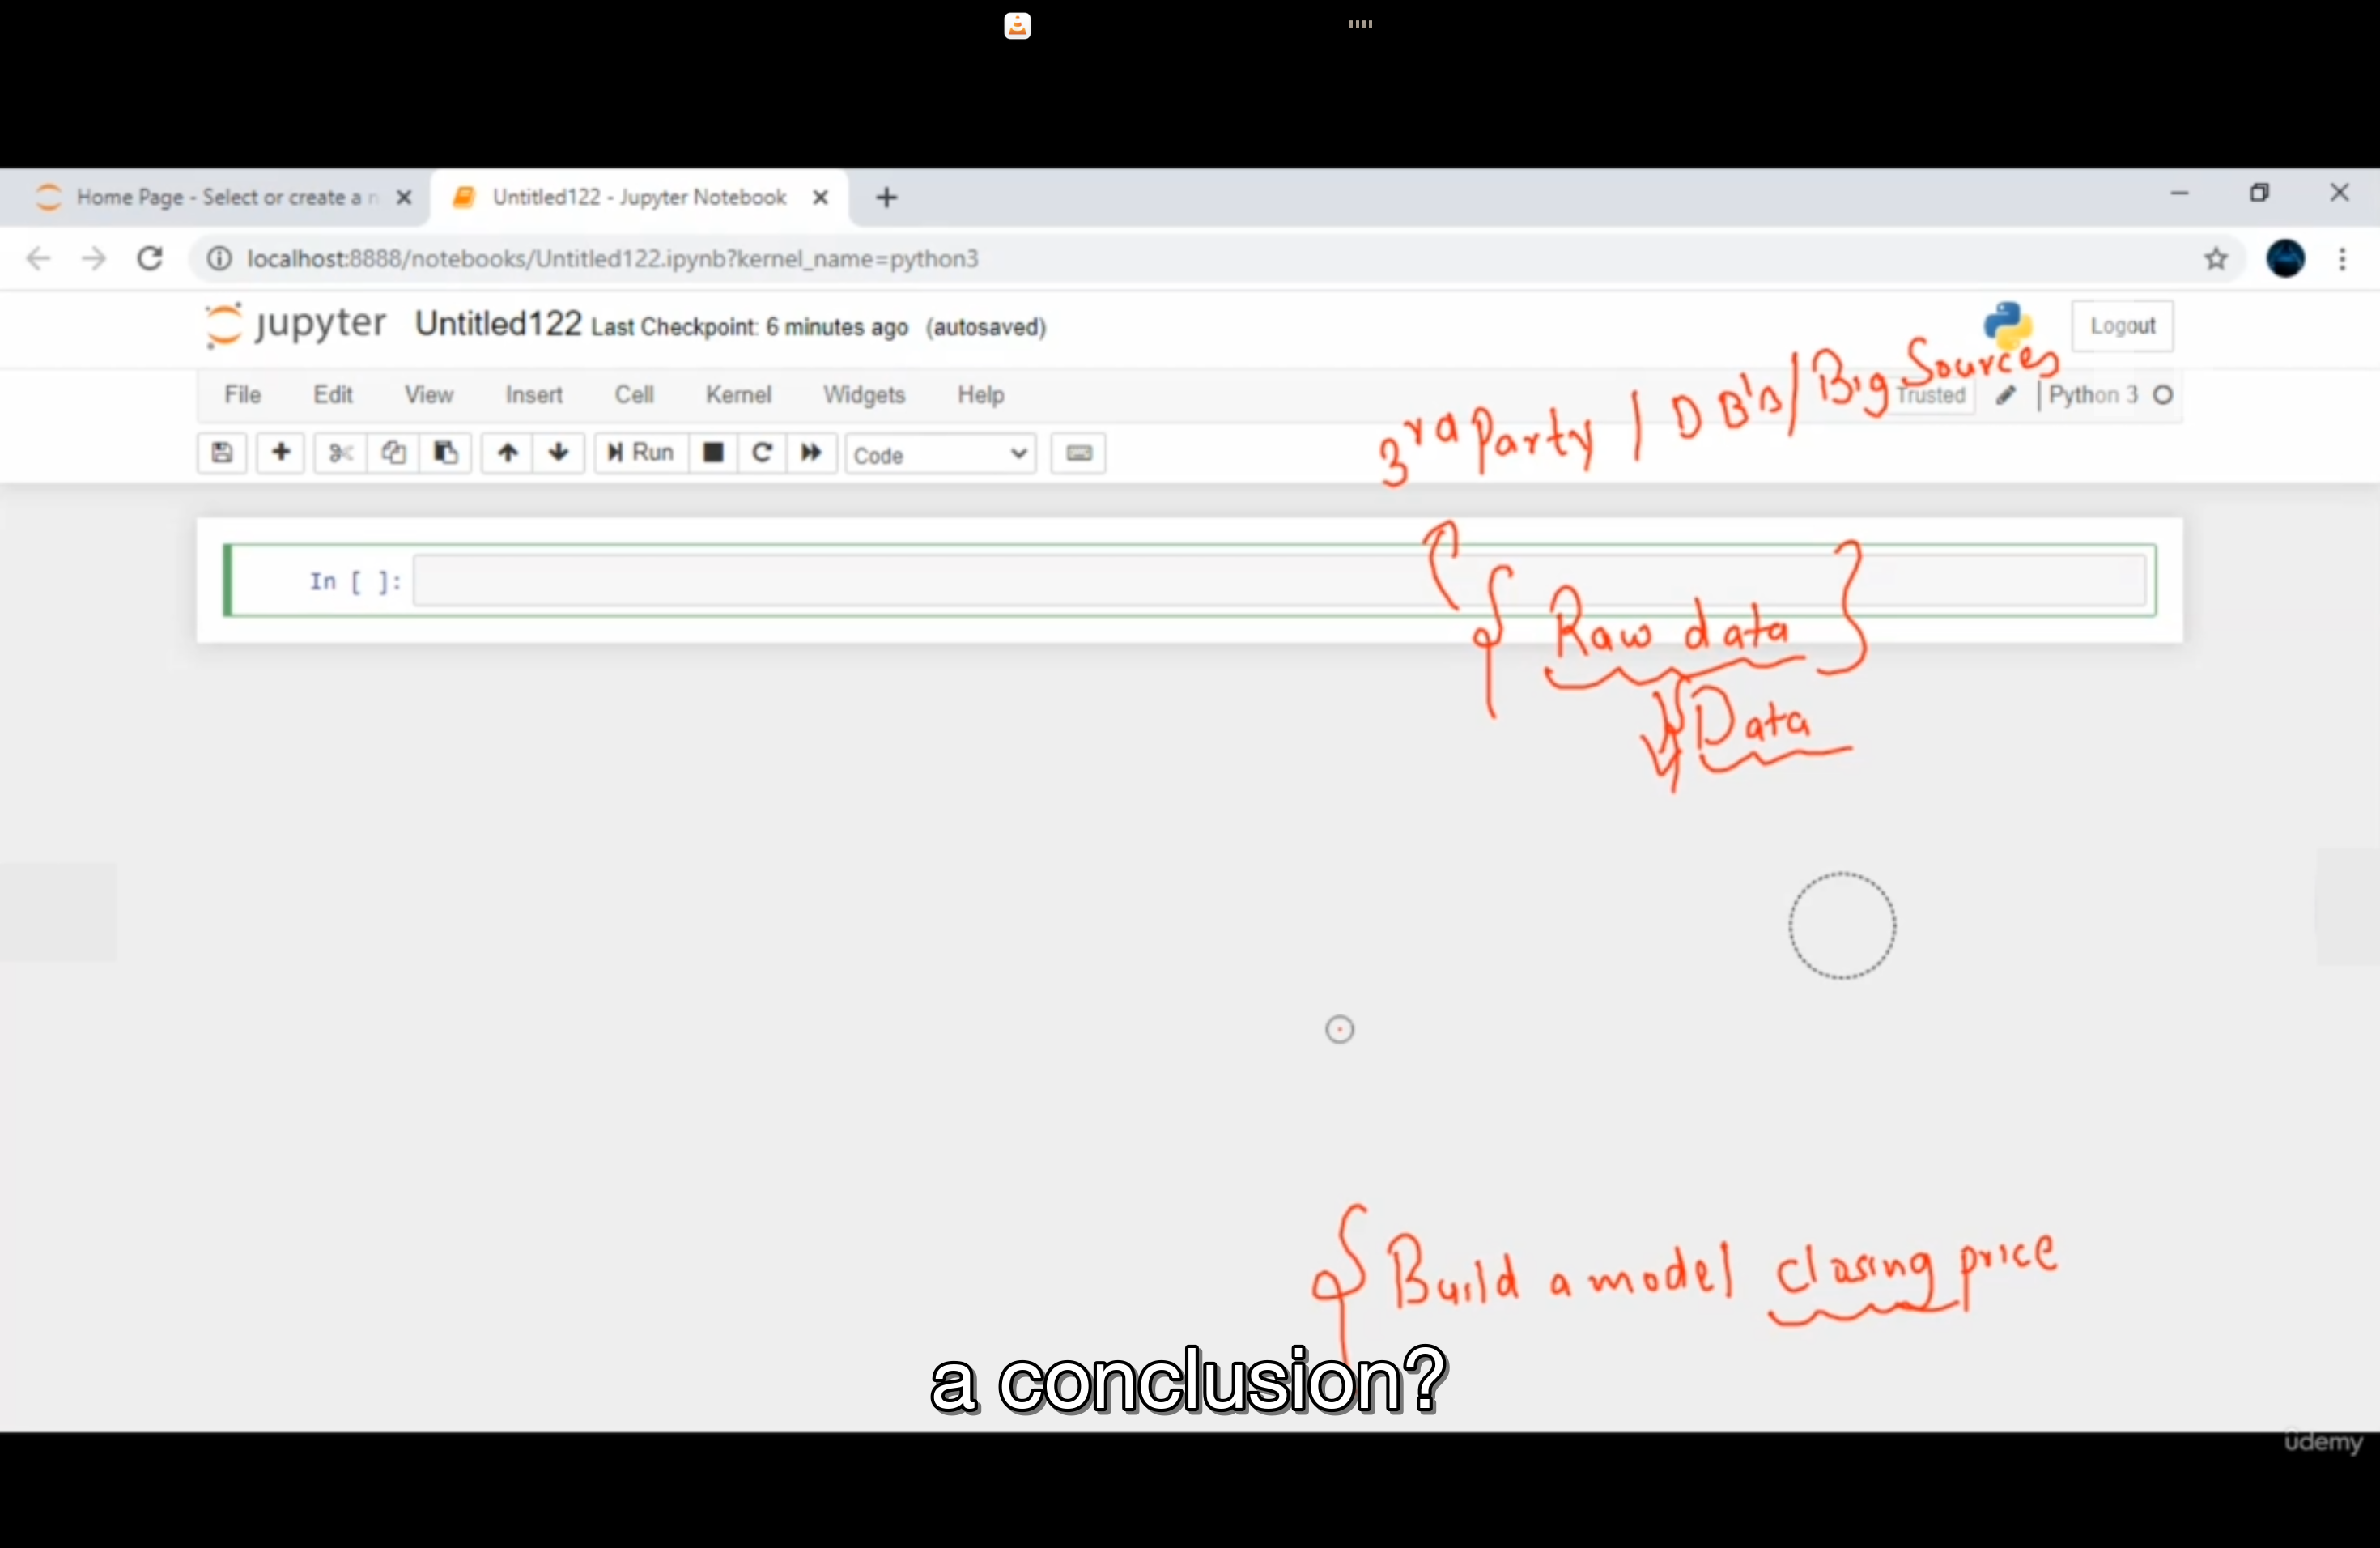 Home Page - Select or create a n
Untitled122 - Jupyter Notebook
localhost:8888/notebooks/Untitled122.ipynb?kernel_name=python3
jupyter Untitled122 Last Checkpoint: 6 minutes ago (autosaved)
Logout
File Edit View Insert Cell Kernel Widgets Help
Trusted Python 3
Run Code
3rd Party / DB's / Big Sources
In [ ]:
Raw data
Data
Build a model closing price
a conclusion?
ûdemy